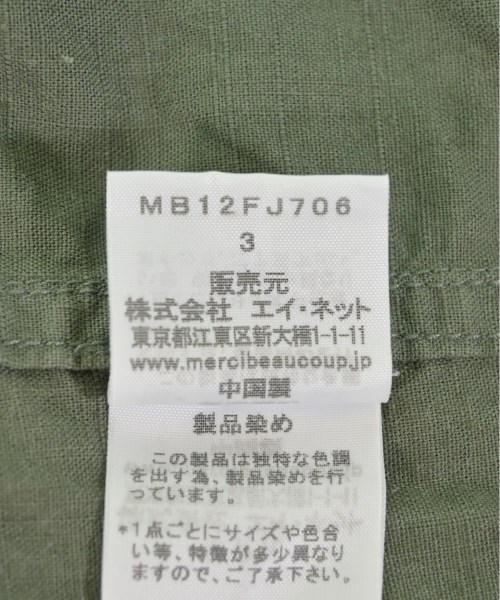 MB12FJ706
3
販売元
株式会社 エイ・ネット
東京都江東区新大橋1-1-11
www.mercibeaucoup.jp
中国製
製品染め
この製品は独特な色調
を出す為、製品染めを行
っています。
*1点ごとにサイズや色合
い等、特徴が多少異なり
ますので、ご了承下さい。